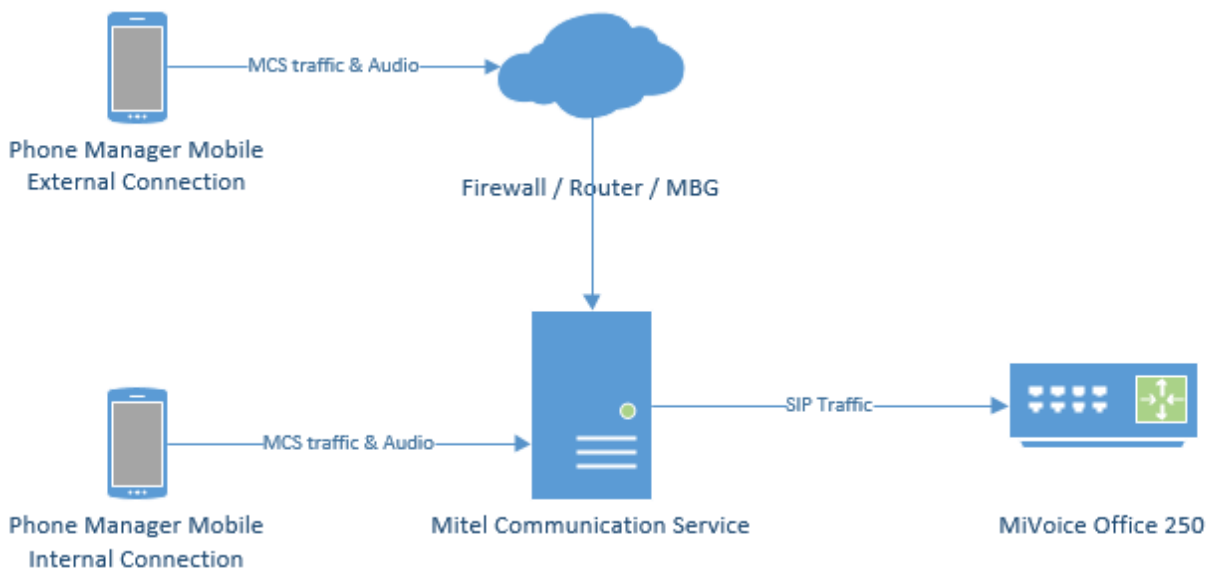 MCS traffic & Audio
Phone Manager Mobile
External Connection
Firewall / Router / MBG
SIP Traffic
MCS traffic & Audio
Phone Manager Mobile
Internal Connection
Mitel Communication Service
MiVoice Office 250